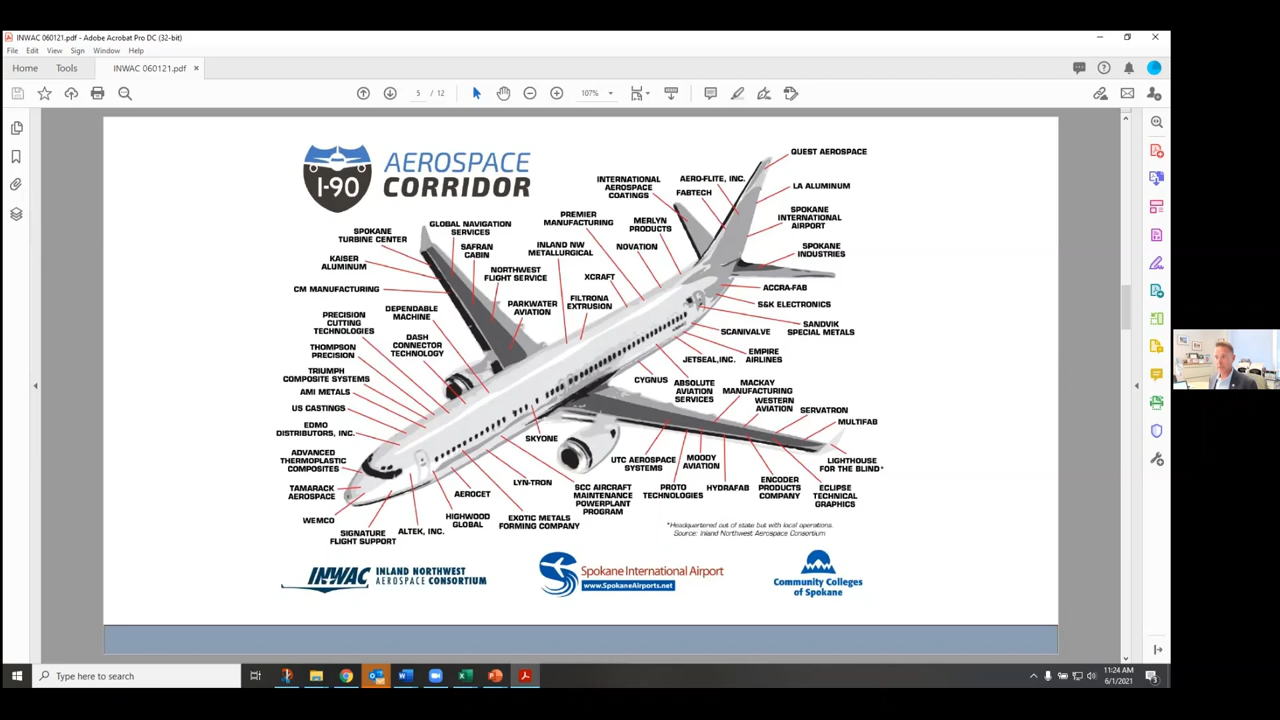 INWAC 060121.pdf - Adobe Acrobat Pro DC (32-bit)
File Edit View Sign Window Help
Home Tools INWAC 060121.pdf ×
5 / 12 107%
I-90
AEROSPACE
CORRIDOR
QUEST AEROSPACE
AERO-FLITE, INC.
INTERNATIONAL
AEROSPACE
COATINGS
FABTECH
LA ALUMINUM
SPOKANE
INTERNATIONAL
AIRPORT
PREMIER
MANUFACTURING
MERLYN
PRODUCTS
GLOBAL NAVIGATION
SERVICES
SPOKANE
TURBINE CENTER
SAFRAN
CABIN
INLAND NW
METALLURGICAL
NOVATION
SPOKANE
INDUSTRIES
KAISER
ALUMINUM
NORTHWEST
FLIGHT SERVICE
XCRAFT
CM MANUFACTURING
ACCRA-FAB
S&K ELECTRONICS
DEPENDABLE
MACHINE
PARKWATER
AVIATION
FILTRONA
EXTRUSION
PRECISION
CUTTING
TECHNOLOGIES
SANDVIK
SPECIAL METALS
SCANIVALVE
DASH
CONNECTOR
TECHNOLOGY
THOMPSON
PRECISION
JETSEAL,INC.
EMPIRE
AIRLINES
TRIUMPH
COMPOSITE SYSTEMS
CYGNUS
ABSOLUTE
AVIATION
SERVICES
MACKAY
MANUFACTURING
AMI METALS
WESTERN
AVIATION
US CASTINGS
SERVATRON
MULTIFAB
EDMO
DISTRIBUTORS, INC.
SKYONE
ADVANCED
THERMOPLASTIC
COMPOSITES
UTC AEROSPACE
SYSTEMS
MOODY
AVIATION
LIGHTHOUSE
FOR THE BLIND*
TAMARACK
AEROSPACE
AEROCET
LYN-TRON
SCC AIRCRAFT
MAINTENANCE
POWERPLANT
PROGRAM
PROTO
TECHNOLOGIES
HYDRAFAB
ENCODER
PRODUCTS
COMPANY
ECLIPSE
TECHNICAL
GRAPHICS
WEMCO
SIGNATURE
FLIGHT SUPPORT
ALTEK, INC.
HIGHWOOD
GLOBAL
EXOTIC METALS
FORMING COMPANY
*Headquartered out of state but with local operations.
Source: Inland Northwest Aerospace Consortium
INWAC INLAND NORTHWEST
AEROSPACE CONSORTIUM
Spokane International Airport
www.SpokaneAirports.net
Community Colleges
of Spokane
Type here to search
11:24 AM
6/1/2021